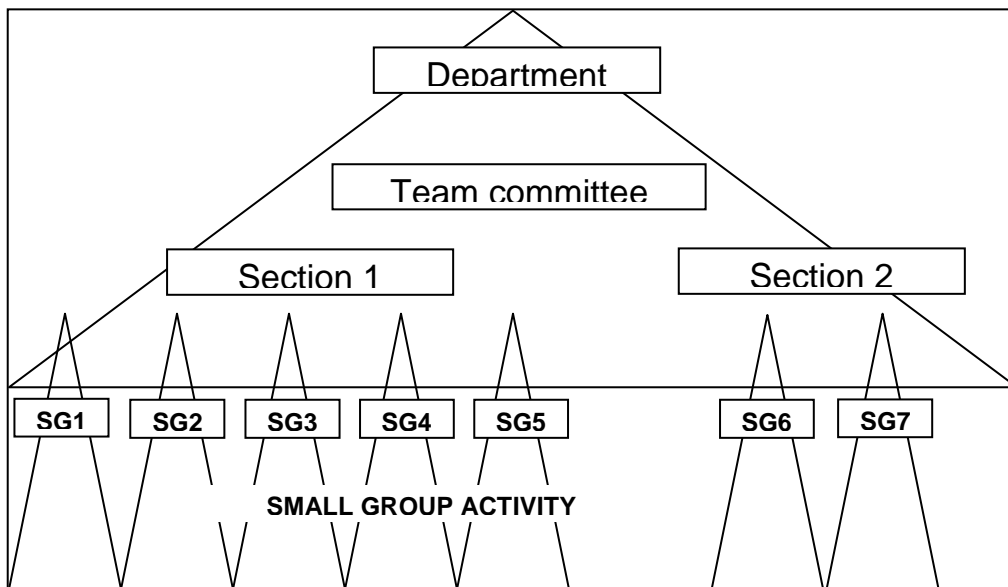 Department
Team committee
Section 1 Section 2
SG1 SG2 SG3 SG4 SG5 SG6 SG7
SMALL GROUP ACTIVITY